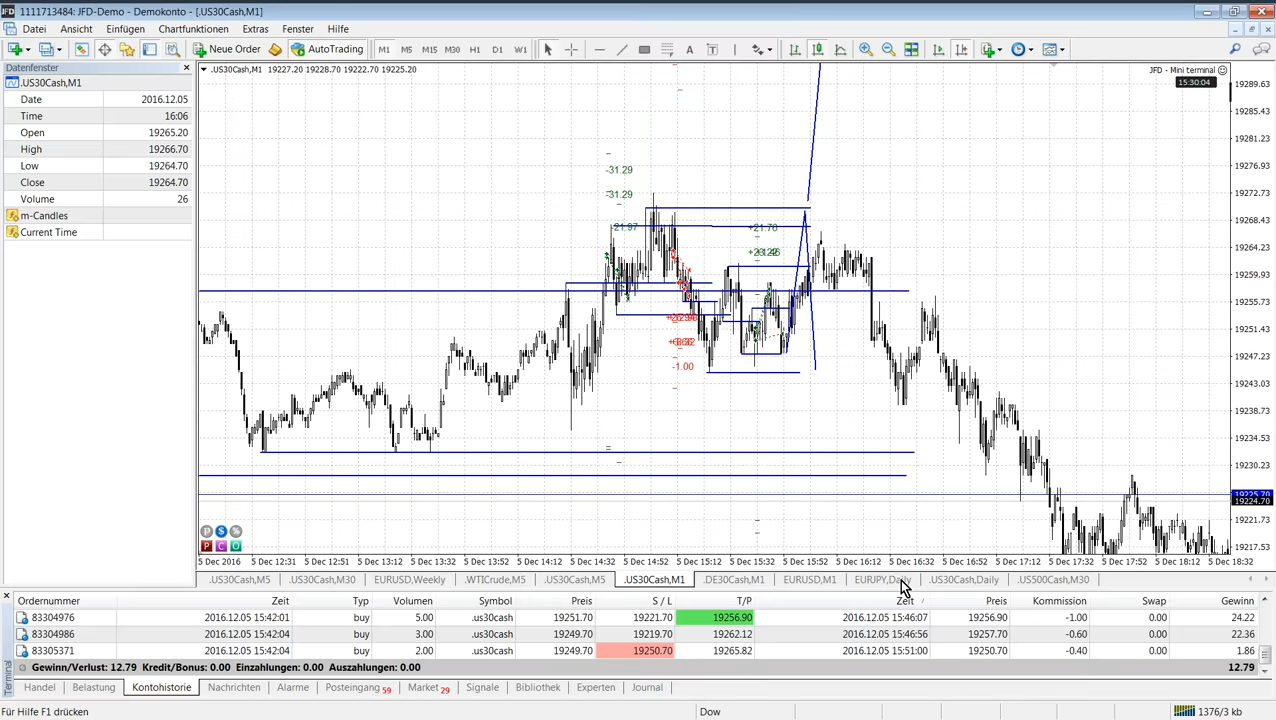 1111713484: JFD-Demo - Demokonto - [.US30Cash,M1]
Datei Ansicht Einfügen Chartfunktionen Extras Fenster Hilfe
New Order AutoTrading M1 M5 M15 M30 H1 H4 D1 W1
Datenfenster
.US30Cash,M1
Date 2016.12.05
Time 16:06
Open 19265.20
High 19266.70
Low 19264.70
Close 19264.70
Volume 26
m-Candles
Current Time
.US30Cash,M1 19227.20 19228.70 19222.70 19225.20
JFD - Mini terminal
15:30:04
19289.63
19285.43
19281.23
19276.93
19272.73
19268.43
19264.23
19259.93
19255.73
19251.43
19247.23
19243.03
19238.73
19234.53
19230.23
19225.70
19224.70
19221.73
19217.53
-31.29
-31.29
-21.97
+21.70
-1.00
5 Dec 2016 5 Dec 12:31 5 Dec 12:51 5 Dec 13:12 5 Dec 13:32 5 Dec 13:52 5 Dec 14:12 5 Dec 14:32 5 Dec 14:52 5 Dec 15:12 5 Dec 15:32 5 Dec 15:52 5 Dec 16:12 5 Dec 16:32 5 Dec 16:52 5 Dec 17:12 5 Dec 17:32 5 Dec 17:52 5 Dec 18:12 5 Dec 18:32
.US30Cash,M5 .US30Cash,M30 EURUSD,Weekly .WTICrude,M5 .US30Cash,M5 .US30Cash,M1 .DE30Cash,M1 EURUSD,M1 EURJPY,Daily .US30Cash,Daily .US500Cash,M30
Ordernummer Zeit Typ Volumen Symbol Preis S / L T/P Zeit Preis Kommission Swap Gewinn
83304976 2016.12.05 15:42:01 buy 5.00 .us30cash 19251.70 19221.70 19256.90 2016.12.05 15:46:07 19256.90 -1.00 0.00 24.22
83304986 2016.12.05 15:42:04 buy 3.00 .us30cash 19249.70 19219.70 19262.12 2016.12.05 15:46:56 19257.70 -0.60 0.00 22.36
83305371 2016.12.05 15:42:04 buy 2.00 .us30cash 19249.70 19250.70 19265.82 2016.12.05 15:51:00 19250.70 -0.40 0.00 1.86
Gewinn/Verlust: 12.79 Kredit/Bonus: 0.00 Einzahlungen: 0.00 Auszahlungen: 0.00 12.79
Terminal
Handel Belastung Kontohistorie Nachrichten Alarme Posteingang 59 Market 29 Signale Bibliothek Experten Journal
Für Hilfe F1 drücken Dow 1376/3 kb